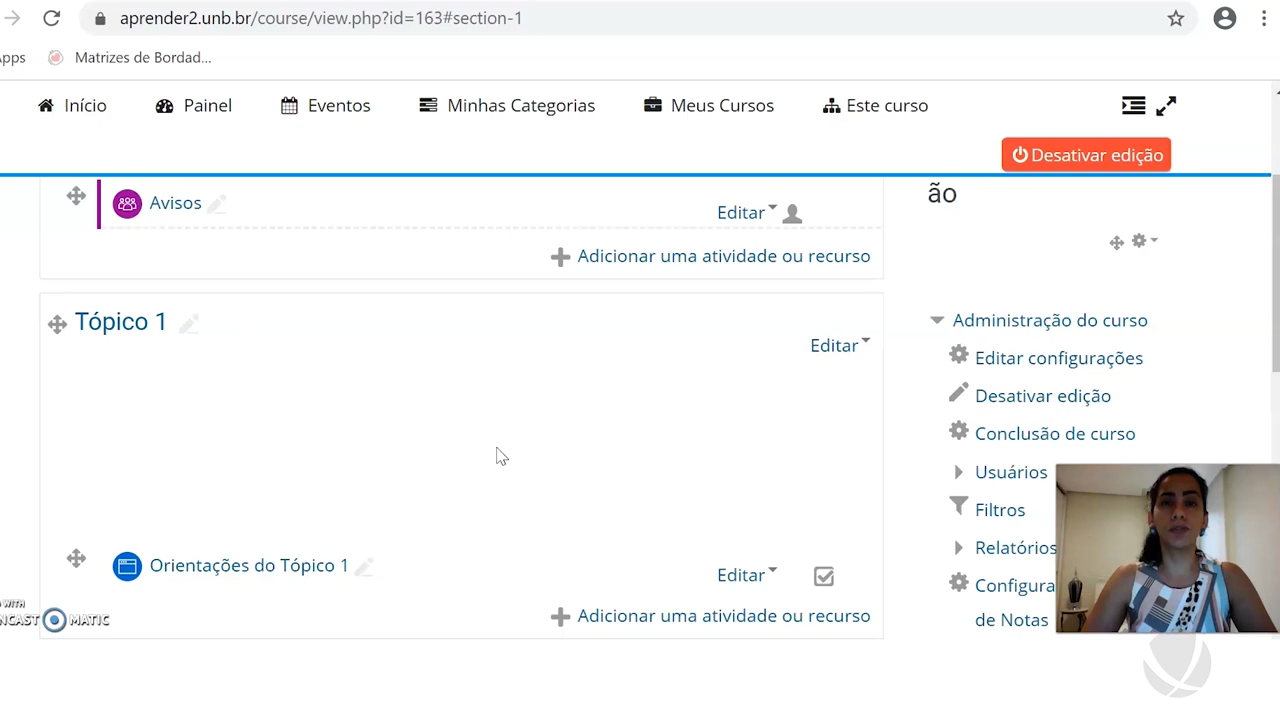 aprender2.unb.br/course/view.php?id=163#section-1
pps Matrizes de Bordad...
Início Painel Eventos Minhas Categorias Meus Cursos Este curso
Desativar edição
Avisos
Editar
ão
Adicionar uma atividade ou recurso
Tópico 1
Editar
Administração do curso
Editar configurações
Desativar edição
Conclusão de curso
Usuários
Filtros
Relatórios
Configura
de Notas
Orientações do Tópico 1
Editar
Adicionar uma atividade ou recurso
WITH
NCAST MATIC